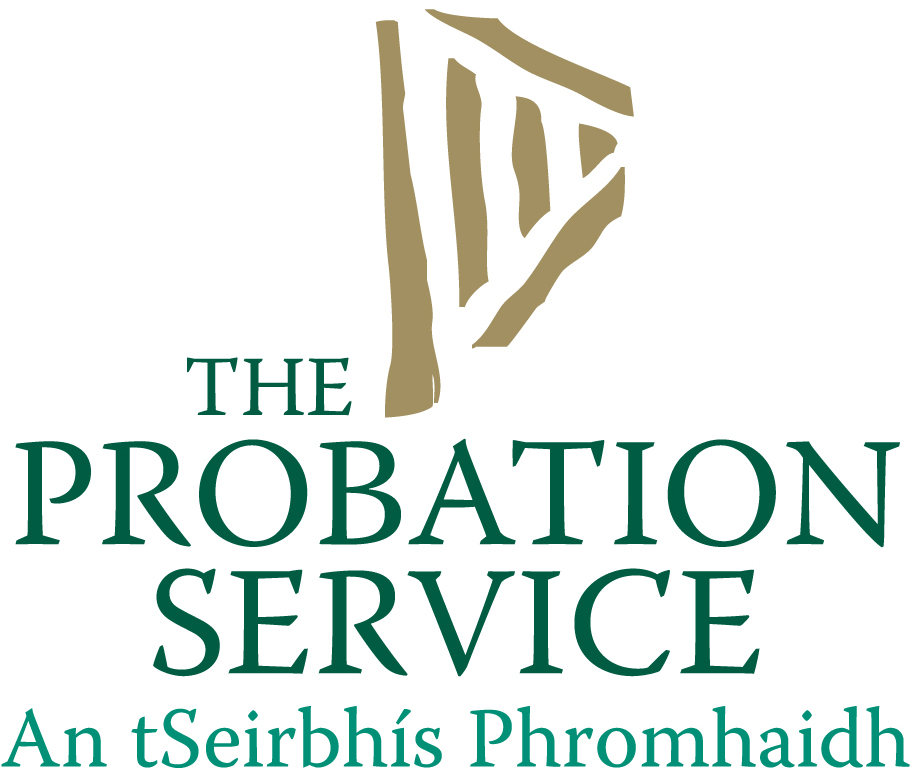 THE
PROBATION
SERVICE
An tSeirbhís Phromhaidh